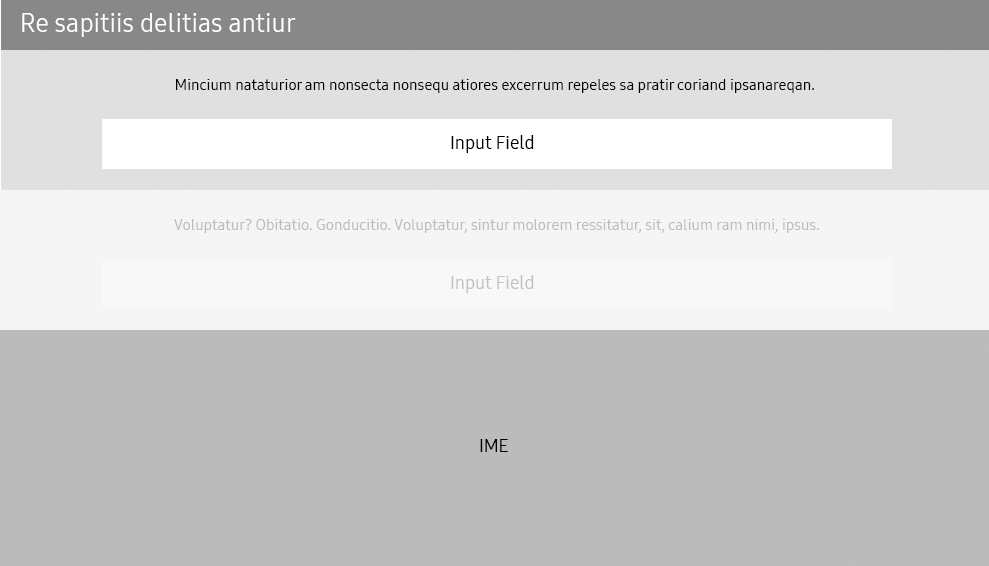 Re sapitiis delitias antiur
Mincium nataturior am nonsecta nonsequ atiores excerrum repeles sa pratir coriand ipsanareqan.
Input Field
Voluptatur? Obitatio. Gonducitio. Voluptatur, sintur molorem ressitatur, sit, calium ram nimi, ipsus.
Input Field
IME